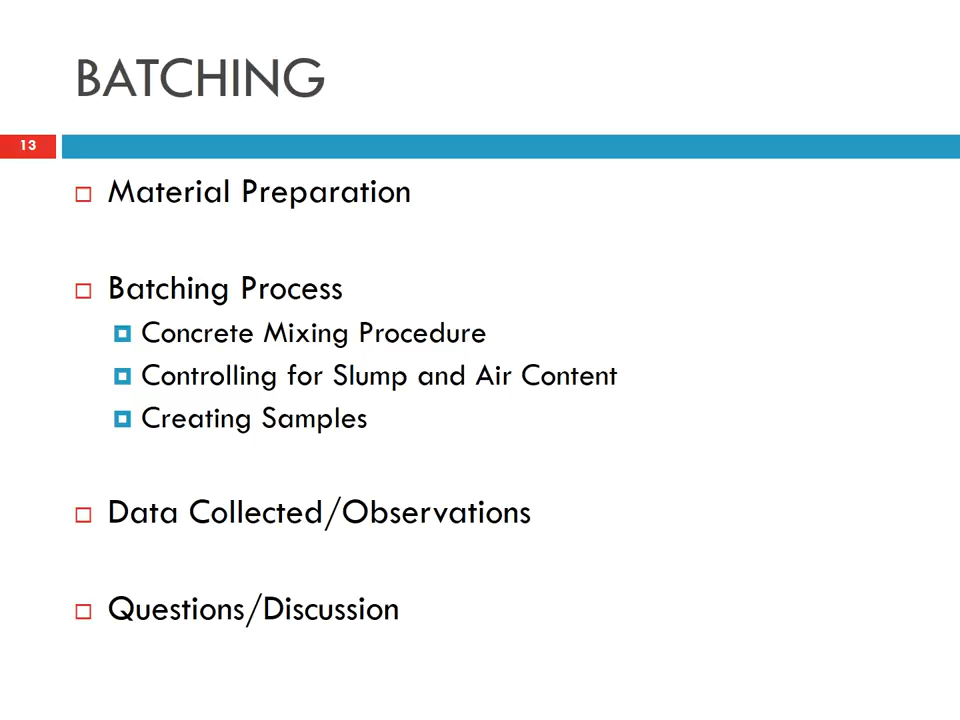 BATCHING
13
Material Preparation
Batching Process
Concrete Mixing Procedure
Controlling for Slump and Air Content
Creating Samples
Data Collected/Observations
Questions/Discussion